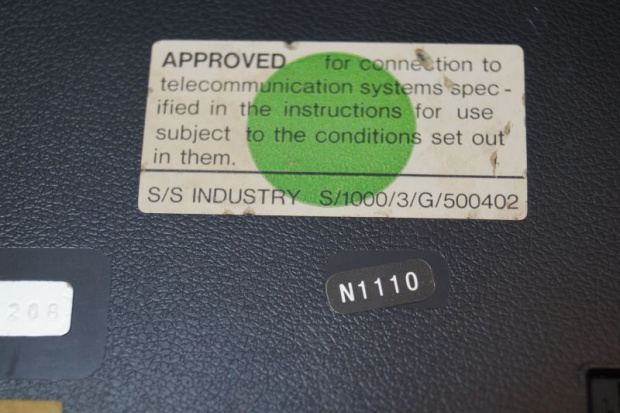 APPROVED for connection to
telecommunication systems spec-
ified in the instructions for use
subject to the conditions set out
in them.
S/S INDUSTRY S/1000/3/G/500402
N1110
208